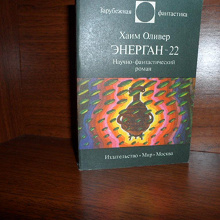 Зарубежная фантастика
Хаим Оливер
ЭНЕРГАН-22
Научно-фантастический
роман
Издательство·Мир·Москва